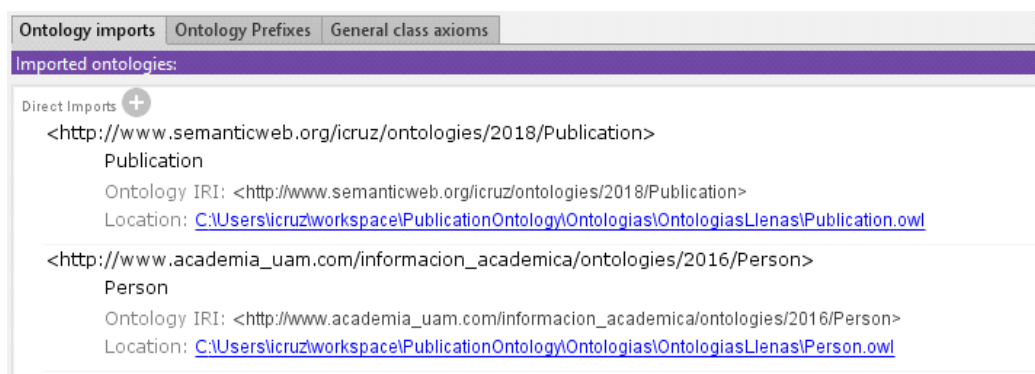 Ontology imports Ontology Prefixes General class axioms
Imported ontologies:
Direct Imports
<http://www.semanticweb.org/icruz/ontologies/2018/Publication>
Publication
Ontology IRI: <http://www.semanticweb.org/icruz/ontologies/2018/Publication>
Location: C:\Users\icruz\workspace\PublicationOntology\Ontologias\OntologiasLlenas\Publication.owl
<http://www.academia_uam.com/informacion_academica/ontologies/2016/Person>
Person
Ontology IRI: <http://www.academia_uam.com/informacion_academica/ontologies/2016/Person>
Location: C:\Users\icruz\workspace\PublicationOntology\Ontologias\OntologiasLlenas\Person.owl